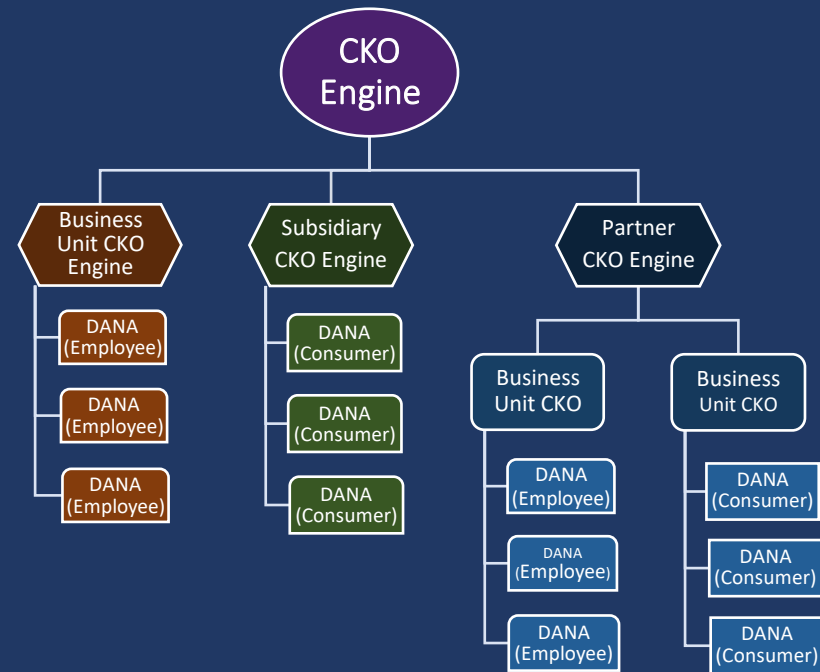 CKO
Engine
Business
Unit CKO
Engine
Subsidiary
CKO Engine
Partner
CKO Engine
DANA
(Employee)
DANA
(Employee)
DANA
(Employee)
DANA
(Consumer)
DANA
(Consumer)
DANA
(Consumer)
Business
Unit CKO
Business
Unit CKO
DANA
(Employee)
DANA
(Employee)
DANA
(Employee)
DANA
(Consumer)
DANA
(Consumer)
DANA
(Consumer)